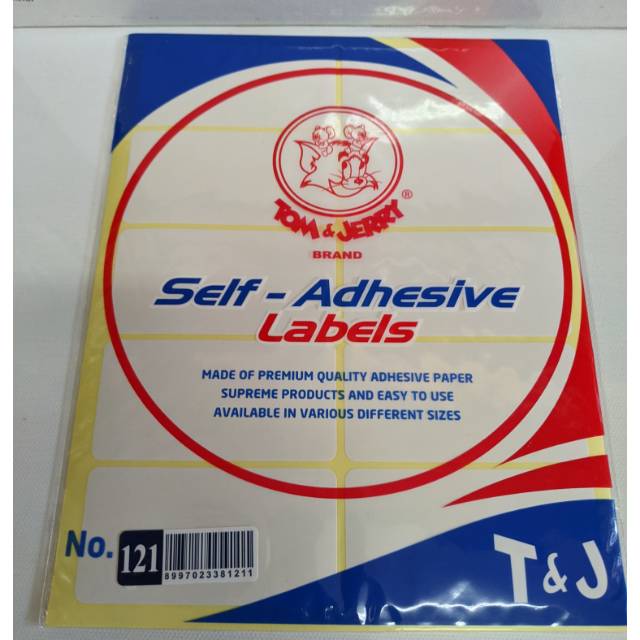 TOM & JERRY ®
BRAND
Self - Adhesive
Labels
MADE OF PREMIUM QUALITY ADHESIVE PAPER
SUPREME PRODUCTS AND EASY TO USE
AVAILABLE IN VARIOUS DIFFERENT SIZES
No. 121
8997023381211
T & J